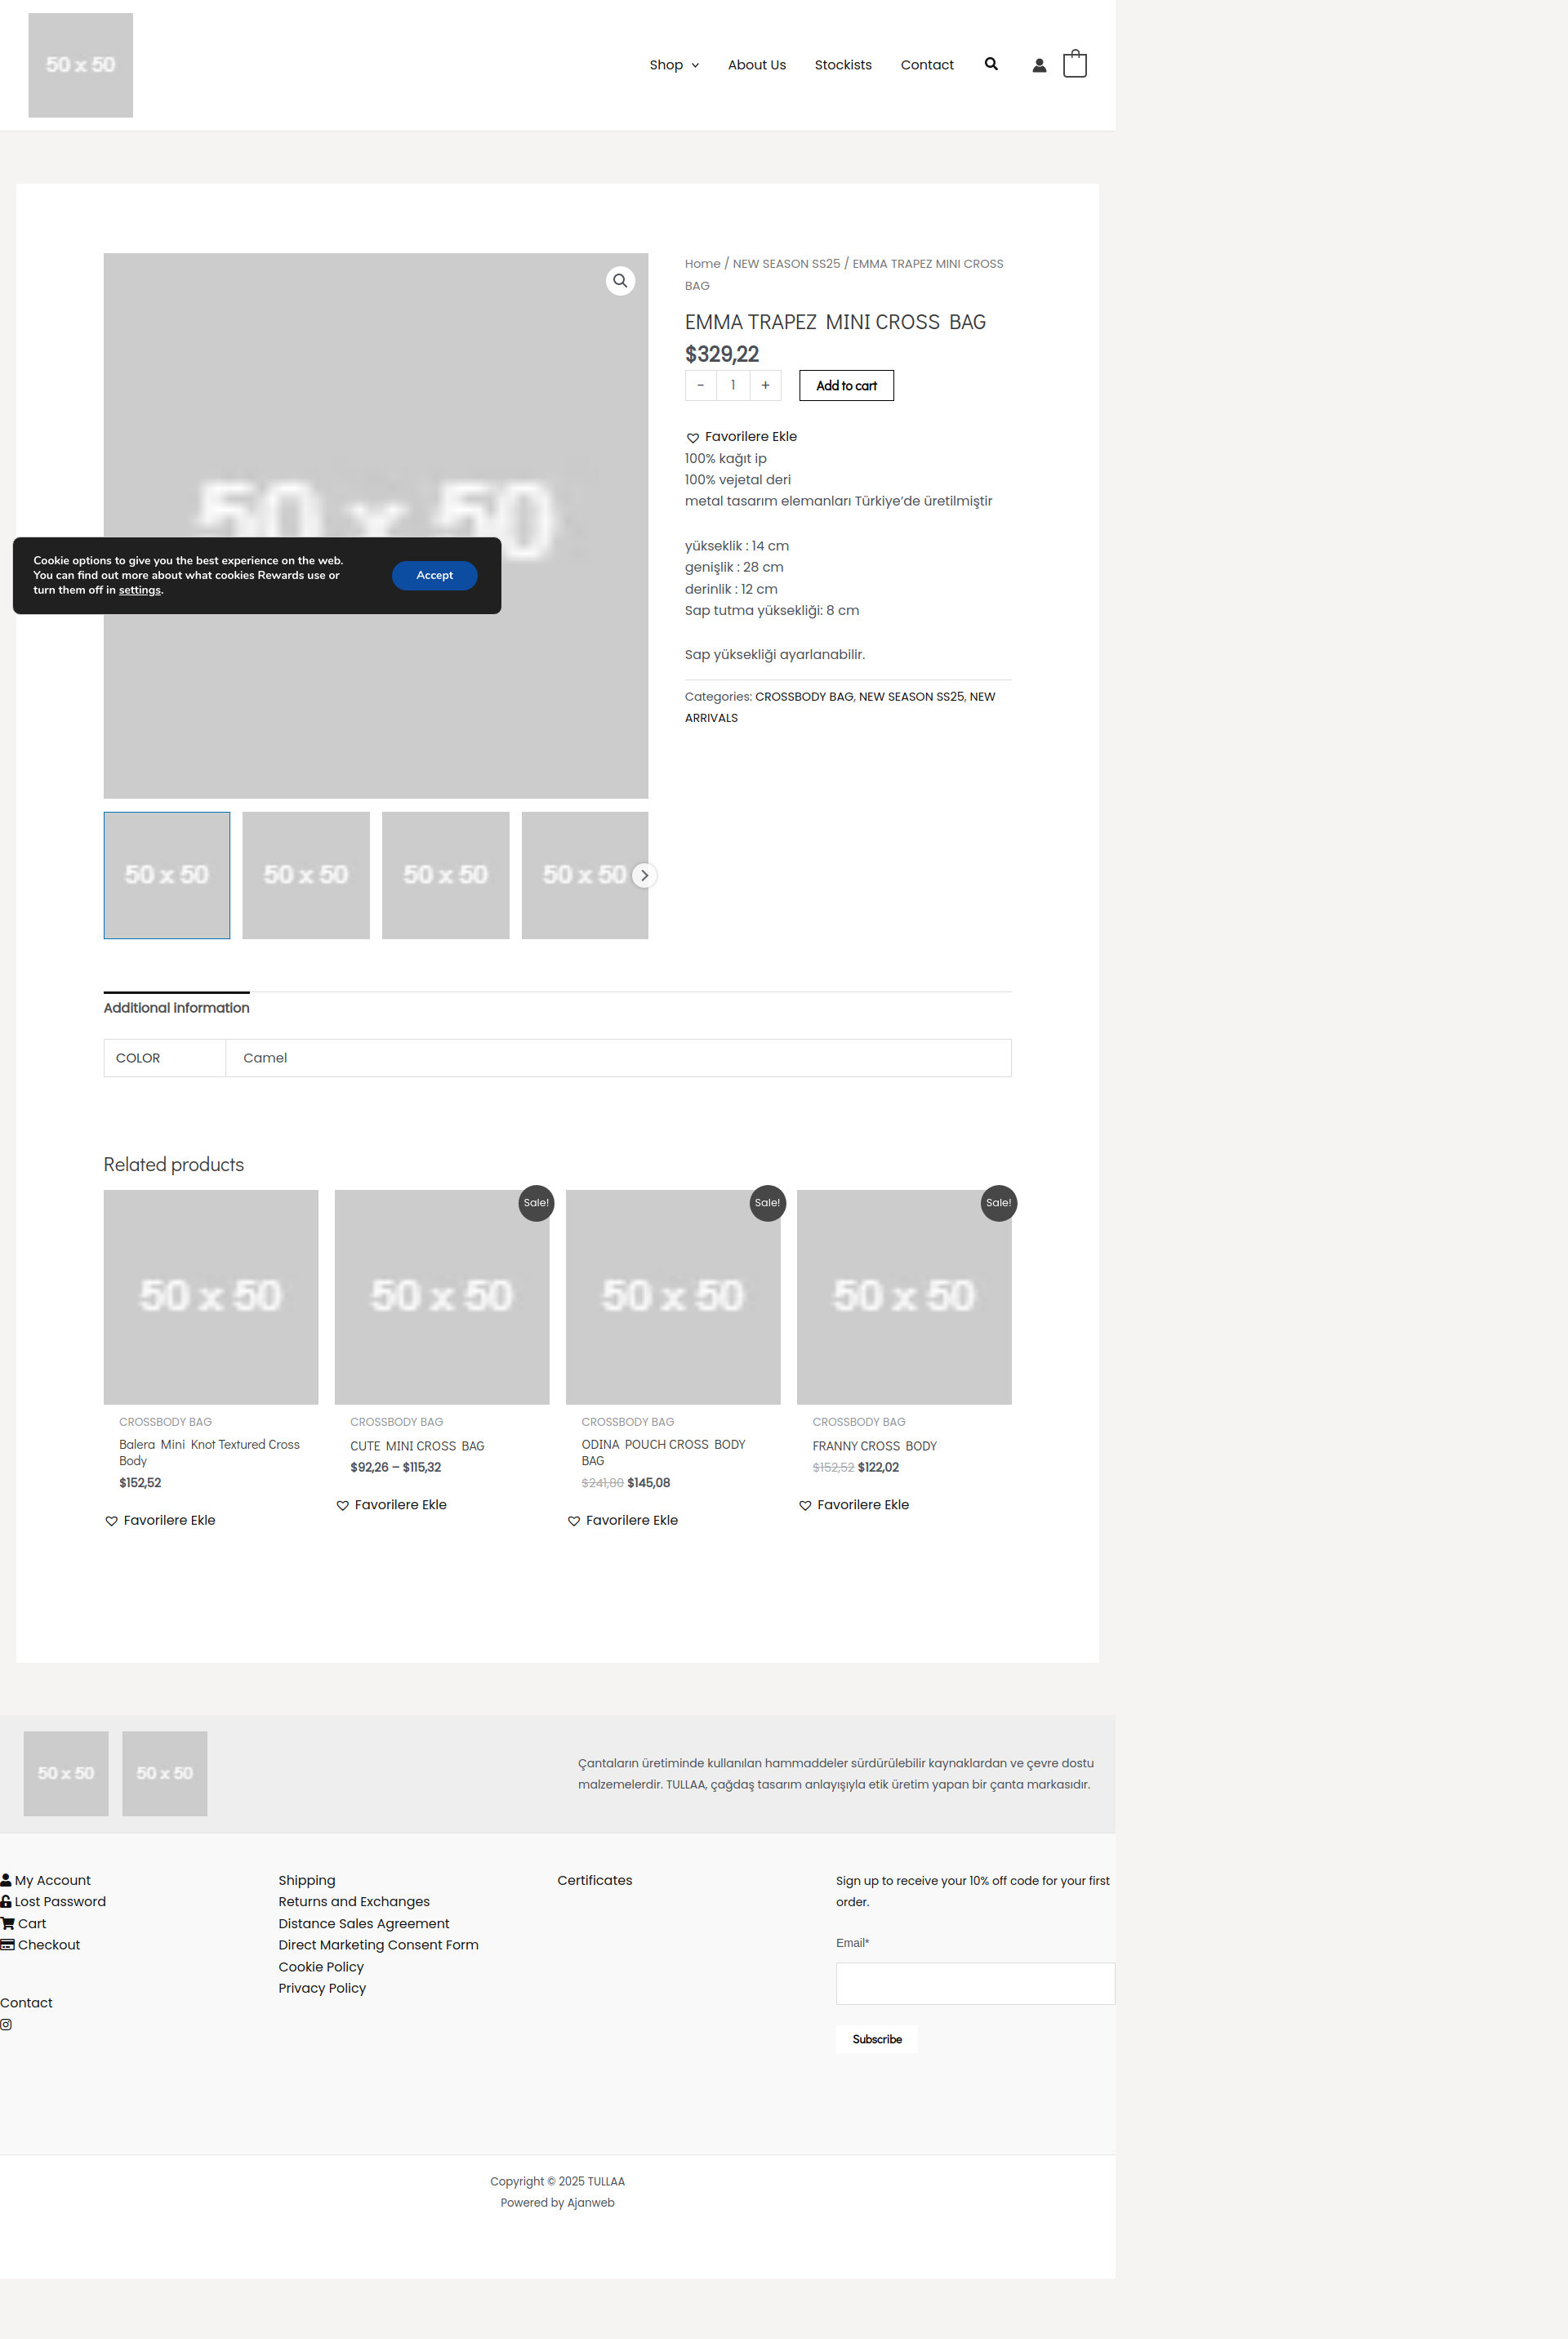 50 x 50
Shop
About Us
Stockists
Contact
50 x 50
Home / NEW SEASON SS25 / EMMA TRAPEZ MINI CROSS
BAG
EMMA TRAPEZ MINI CROSS BAG
$329,22
- 1 +
Add to cart
Favorilere Ekle
100% kağıt ip
100% vejetal deri
metal tasarım elemanları Türkiye’de üretilmiştir
yükseklik : 14 cm
genişlik : 28 cm
derinlik : 12 cm
Sap tutma yüksekliği: 8 cm
Sap yüksekliği ayarlanabilir.
Categories: CROSSBODY BAG, NEW SEASON SS25, NEW
ARRIVALS
Cookie options to give you the best experience on the web.
You can find out more about what cookies Rewards use or
turn them off in settings.
Accept
50 x 50
50 x 50
50 x 50
50 x 50
Additional information
COLOR
Camel
Related products
50 x 50
CROSSBODY BAG
Balera Mini Knot Textured Cross
Body
$152,52
Favorilere Ekle
Sale!
50 x 50
CROSSBODY BAG
CUTE MINI CROSS BAG
$92,26 – $115,32
Favorilere Ekle
Sale!
50 x 50
CROSSBODY BAG
ODINA POUCH CROSS BODY
BAG
$241,80 $145,08
Favorilere Ekle
Sale!
50 x 50
CROSSBODY BAG
FRANNY CROSS BODY
$152,52 $122,02
Favorilere Ekle
50 x 50
50 x 50
Çantaların üretiminde kullanılan hammaddeler sürdürülebilir kaynaklardan ve çevre dostu
malzemelerdir. TULLAA, çağdaş tasarım anlayışıyla etik üretim yapan bir çanta markasıdır.
My Account
Lost Password
Cart
Checkout
Contact
Shipping
Returns and Exchanges
Distance Sales Agreement
Direct Marketing Consent Form
Cookie Policy
Privacy Policy
Certificates
Sign up to receive your 10% off code for your first
order.
Email*
Subscribe
Copyright © 2025 TULLAA
Powered by Ajanweb